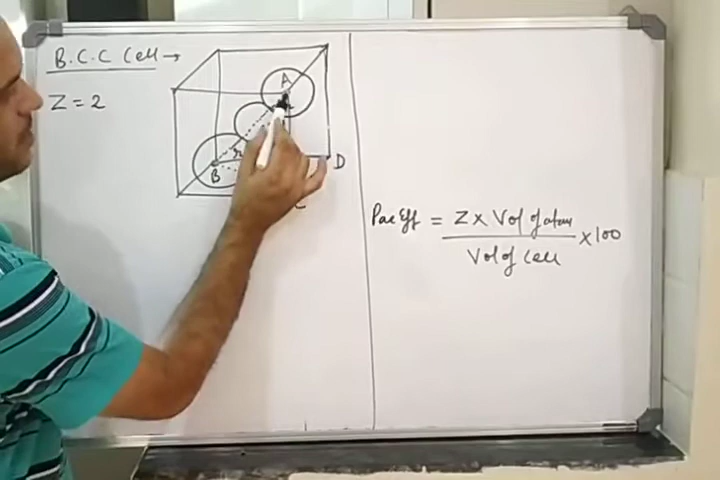 B.C.C Cell →
Z = 2
A
r
B
D
C
Pac Eff = Z x Vol of atom x 100
Vol of Cell